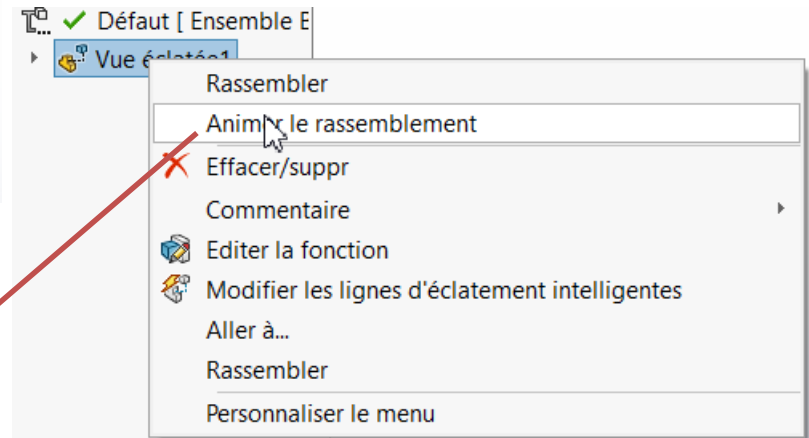 Défaut [ Ensemble E
Vue éclatée1
Rassembler
Animer le rassemblement
Effacer/suppr
Commentaire
Editer la fonction
Modifier les lignes d'éclatement intelligentes
Aller à...
Rassembler
Personnaliser le menu